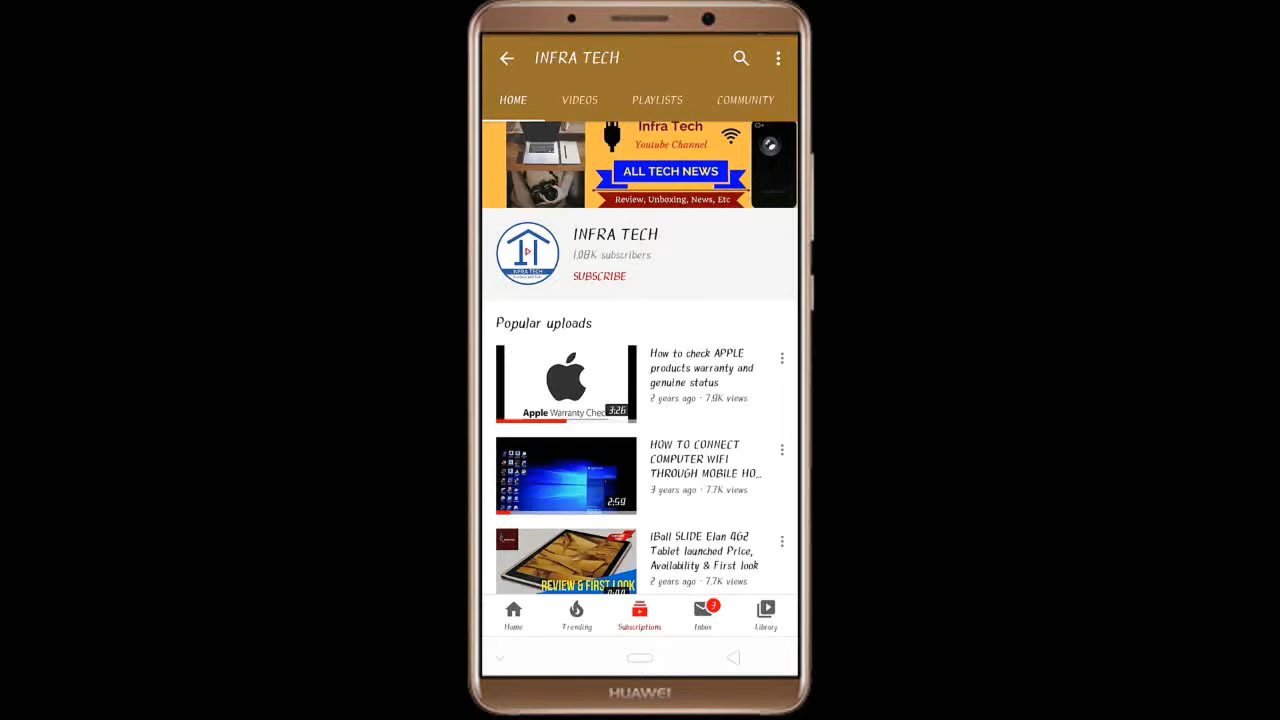 INFRA TECH
HOME VIDEOS PLAYLISTS COMMUNITY
Infra Tech
Youtube Channel
ALL TECH NEWS
Review, Unboxing, News, Etc
INFRA TECH
1.08K subscribers
SUBSCRIBE
INFRA TECH
Popular uploads
How to check APPLE
products warranty and
genuine status
2 years ago · 7.9K views
Apple Warranty Chec
3:26
HOW TO CONNECT
COMPUTER WIFI
THROUGH MOBILE HO...
3 years ago · 7.7K views
2:59
iBall SLIDE Elan 4G2
Tablet launched Price,
Availability & First look
2 years ago · 7.7K views
REVIEW & FIRST LOOK
Home Trending Subscriptions 3 Inbox Library
HUAWEI